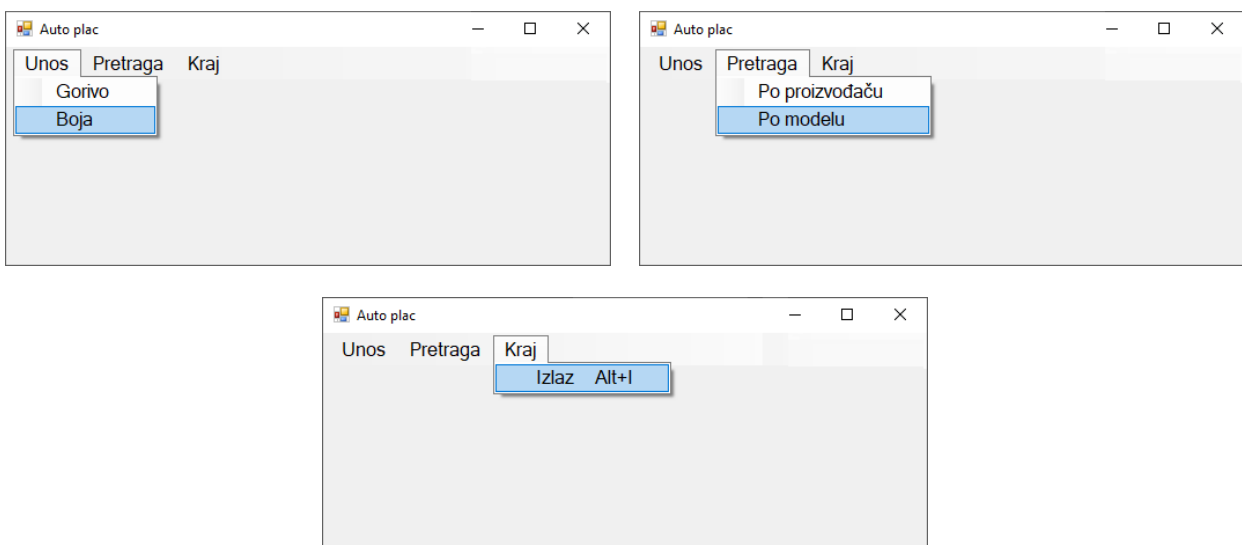 Auto plac
Unos Pretraga Kraj
Gorivo
Boja
Auto plac
Unos Pretraga Kraj
Po proizvođaču
Po modelu
Auto plac
Unos Pretraga Kraj
Izlaz Alt+I